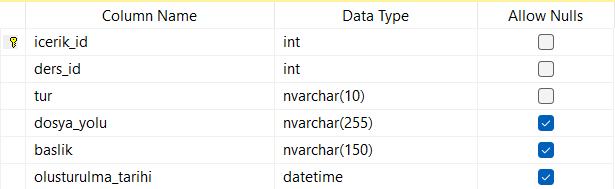 Column Name Data Type Allow Nulls
icerik_id int
ders_id int
tur nvarchar(10)
dosya_yolu nvarchar(255)
baslik nvarchar(150)
olusturulma_tarihi datetime